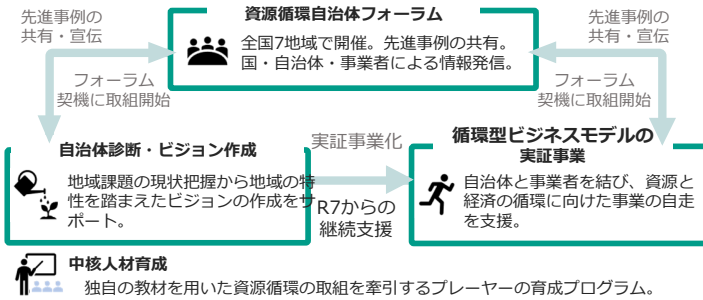 先進事例の
共有・宣伝
資源循環自治体フォーラム
全国7地域で開催。先進事例の共有。
国・自治体・事業者による情報発信。
先進事例の
共有・宣伝
フォーラム
契機に取組開始
フォーラム
契機に取組開始
自治体診断・ビジョン作成
地域課題の現状把握から地域の特
性を踏まえたビジョンの作成をサ
ポート。
実証事業化
R7からの
継続支援
循環型ビジネスモデルの
実証事業
自治体と事業者を結び、資源と
経済の循環に向けた事業の自走
を支援。
中核人材育成
独自の教材を用いた資源循環の取組を牽引するプレーヤーの育成プログラム。